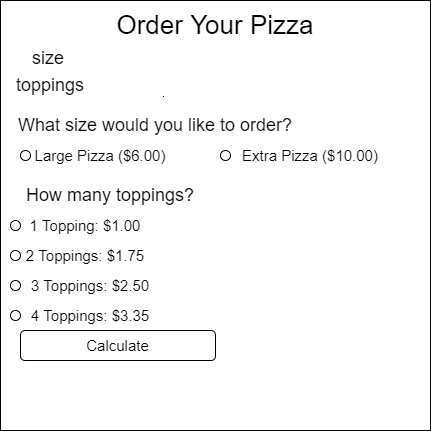 Order Your Pizza
size
toppings
What size would you like to order?
Large Pizza ($6.00) Extra Pizza ($10.00)
How many toppings?
1 Topping: $1.00
2 Toppings: $1.75
3 Toppings: $2.50
4 Toppings: $3.35
Calculate